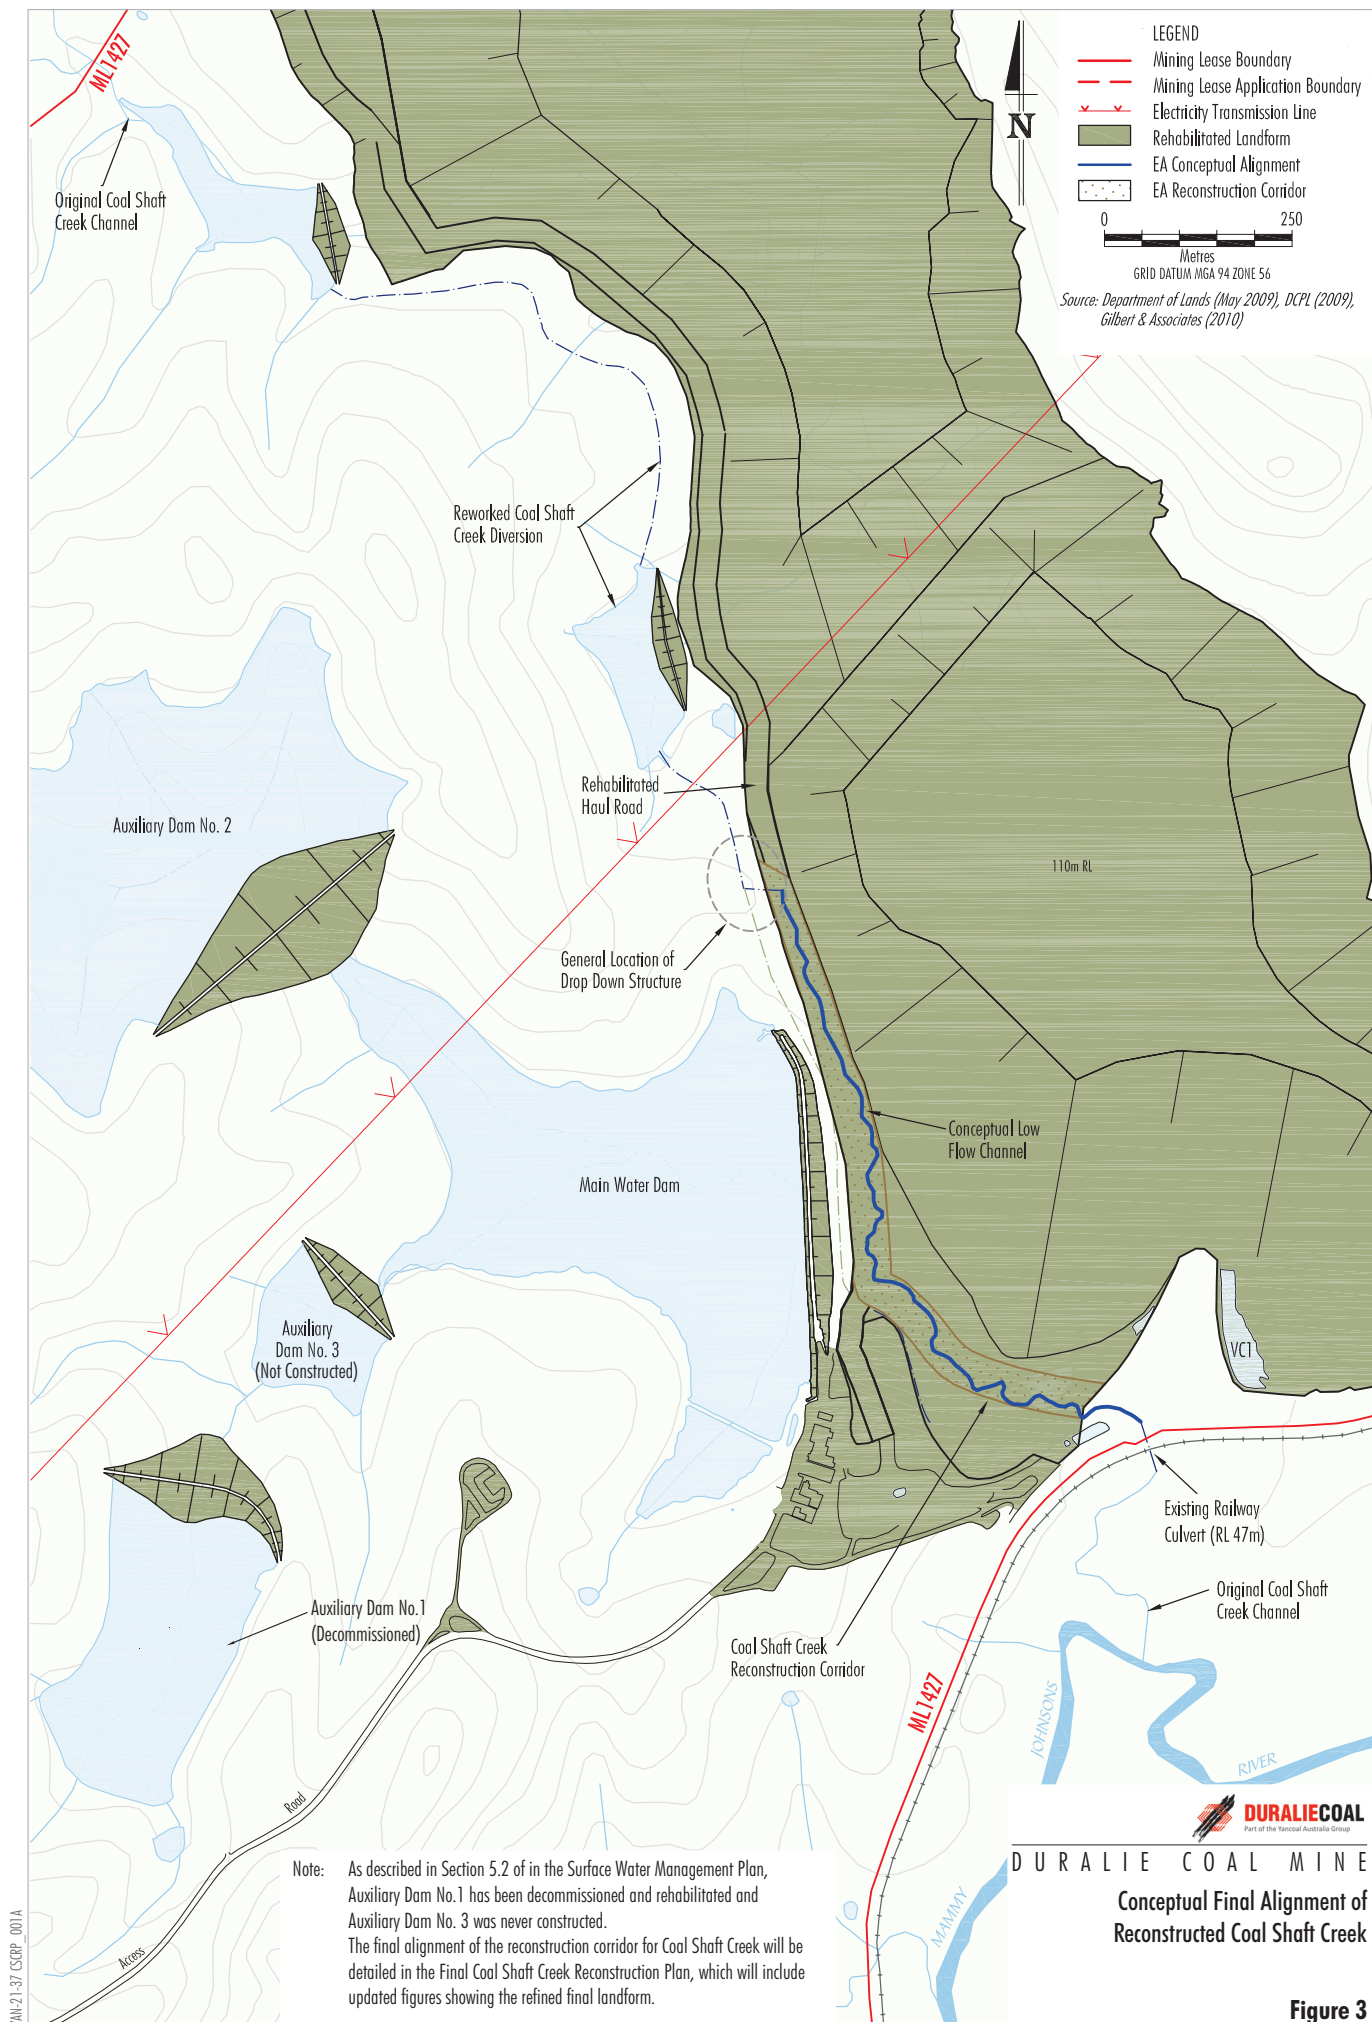 ML1427
LEGEND
Mining Lease Boundary
Mining Lease Application Boundary
Electricity Transmission Line
Rehabilitated Landform
EA Conceptual Alignment
EA Reconstruction Corridor
0 250
Metres
GRID DATUM MGA 94 ZONE 56
Source: Department of Lands (May 2009), DCPL (2009),
Gilbert & Associates (2010)
N
Original Coal Shaft
Creek Channel
Reworked Coal Shaft
Creek Diversion
Rehabilitated
Haul Road
Auxiliary Dam No. 2
110m RL
General Location of
Drop Down Structure
Conceptual Low
Flow Channel
Main Water Dam
Auxiliary
Dam No. 3
(Not Constructed)
VC1
Existing Railway
Culvert (RL 47m)
Original Coal Shaft
Creek Channel
Auxiliary Dam No.1
(Decommissioned)
Coal Shaft Creek
Reconstruction Corridor
ML1427
JOHNSONS
RIVER
Road
Access
MAMMY
Note: As described in Section 5.2 of in the Surface Water Management Plan,
Auxiliary Dam No.1 has been decommissioned and rehabilitated and
Auxiliary Dam No. 3 was never constructed.
The final alignment of the reconstruction corridor for Coal Shaft Creek will be
detailed in the Final Coal Shaft Creek Reconstruction Plan, which will include
updated figures showing the refined final landform.
DURALIECOAL
Part of the Yancoal Australia Group
DURALIE COAL MINE
Conceptual Final Alignment of
Reconstructed Coal Shaft Creek
Figure 3
YAN-21-37 CSCRP_001A